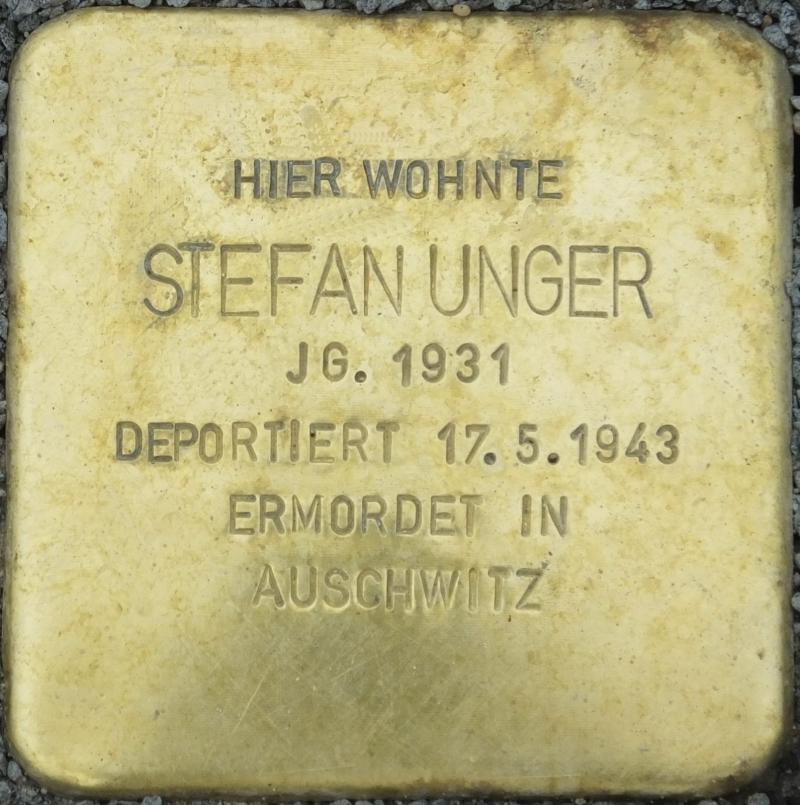 HIER WOHNTE
STEFAN UNGER
JG. 1931
DEPORTIERT 17.5.1943
ERMORDET IN
AUSCHWITZ